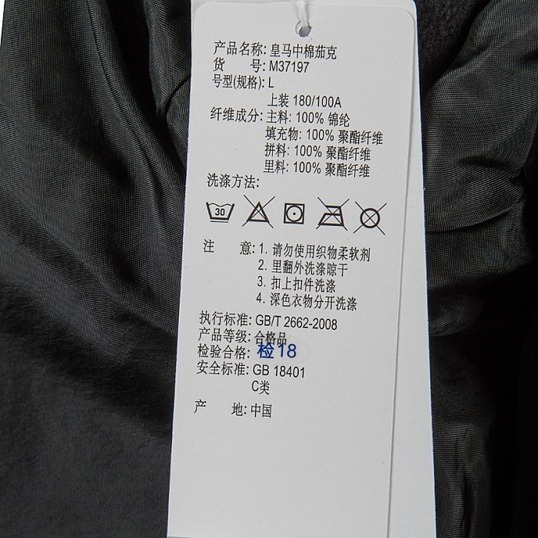 产品名称: 皇马中棉茄克
货 号: M37197
号型(规格): L
上装 180/100A
纤维成分: 主料: 100% 锦纶
填充物: 100% 聚酯纤维
拼料: 100% 聚酯纤维
里料: 100% 聚酯纤维
洗涤方法:
30
注 意: 1. 请勿使用织物柔软剂
2. 里翻外洗涤晾干
3. 扣上扣件洗涤
4. 深色衣物分开洗涤
执行标准: GB/T 2662-2008
产品等级: 合格品
检验合格: 检18
安全标准: GB 18401
C类
产 地: 中国